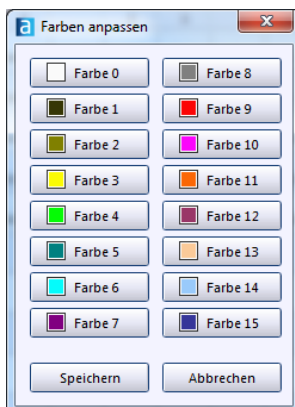 Farben anpassen
Farbe 0
Farbe 8
Farbe 1
Farbe 9
Farbe 2
Farbe 10
Farbe 3
Farbe 11
Farbe 4
Farbe 12
Farbe 5
Farbe 13
Farbe 6
Farbe 14
Farbe 7
Farbe 15
Speichern
Abbrechen